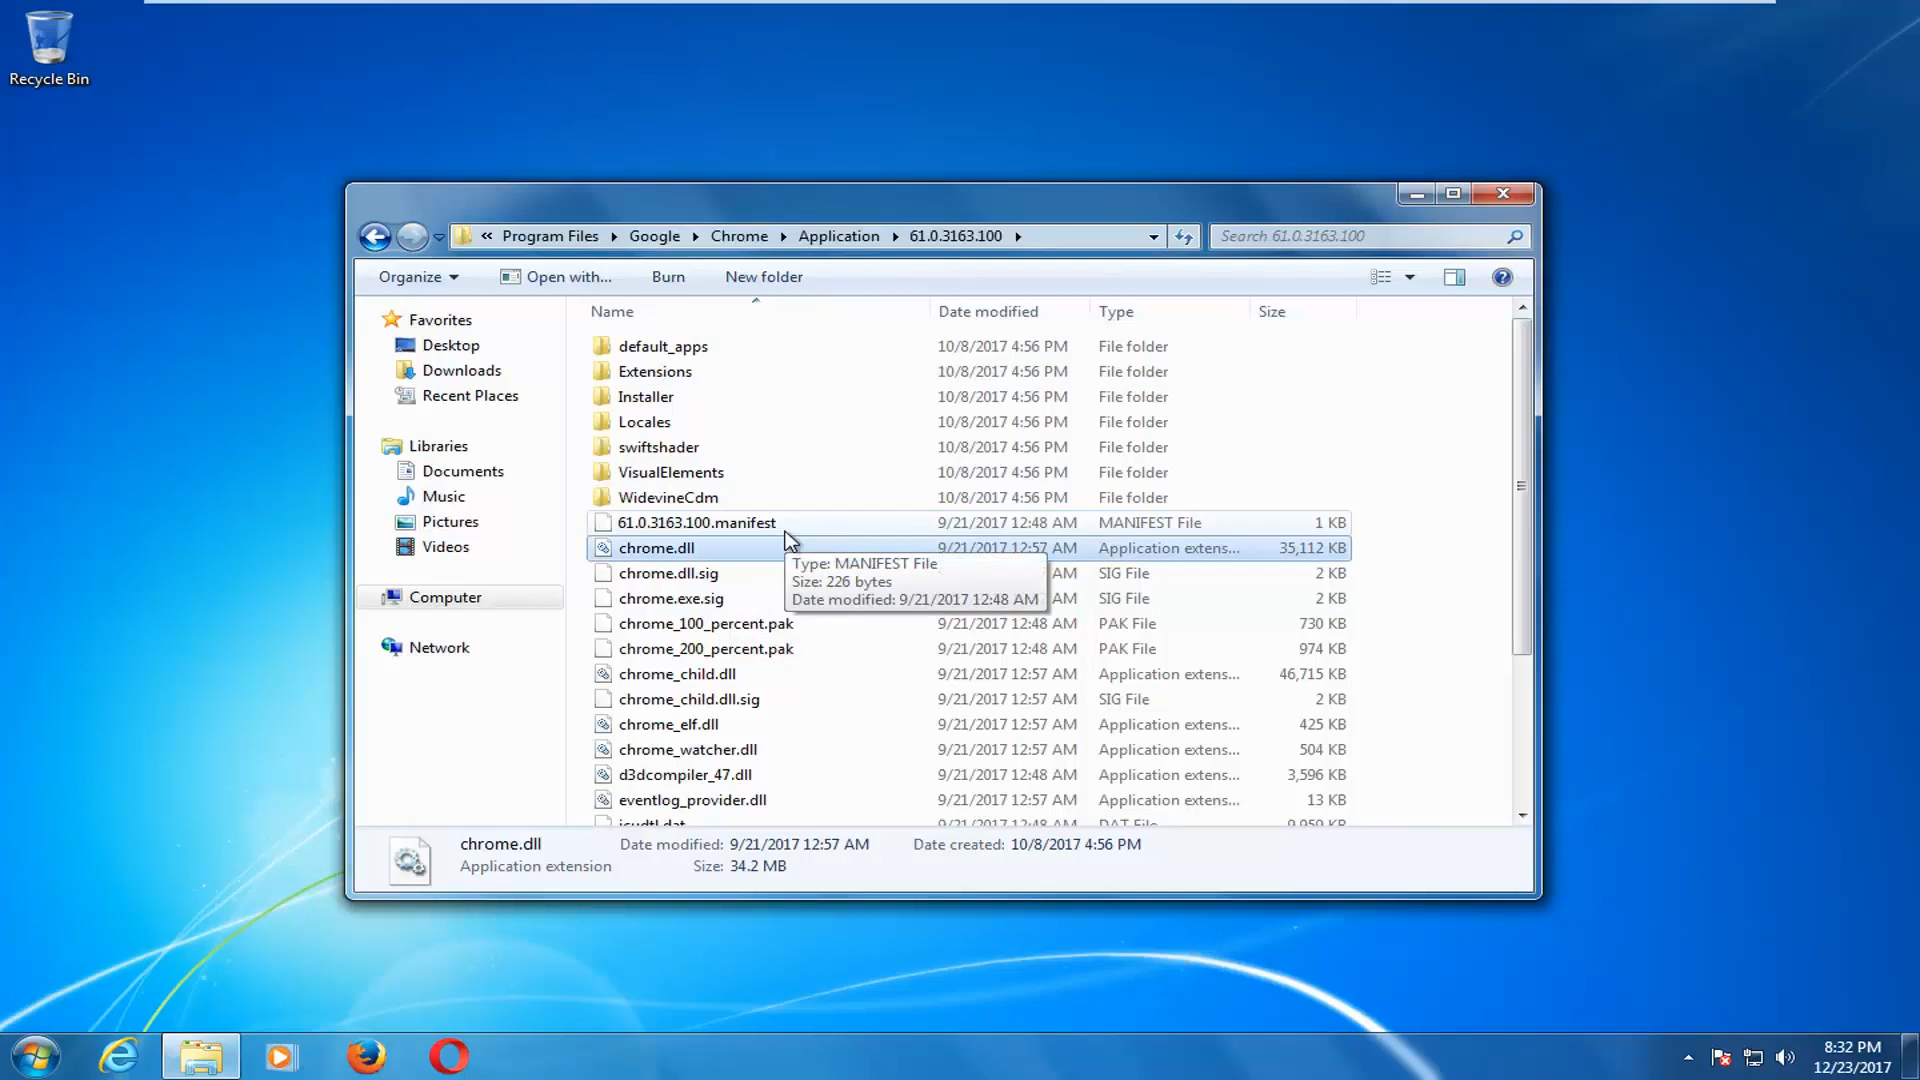 Recycle Bin
« Program Files Google Chrome Application 61.0.3163.100
Search 61.0.3163.100
Organize Open with... Burn New folder
Favorites
Desktop
Downloads
Recent Places
Libraries
Documents
Music
Pictures
Videos
Computer
Network
Name Date modified Type Size
default_apps 10/8/2017 4:56 PM File folder
Extensions 10/8/2017 4:56 PM File folder
Installer 10/8/2017 4:56 PM File folder
Locales 10/8/2017 4:56 PM File folder
swiftshader 10/8/2017 4:56 PM File folder
VisualElements 10/8/2017 4:56 PM File folder
WidevineCdm 10/8/2017 4:56 PM File folder
61.0.3163.100.manifest 9/21/2017 12:48 AM MANIFEST File 1 KB
chrome.dll 9/21/2017 12:57 AM Application extens... 35,112 KB
chrome.dll.sig AM SIG File 2 KB
chrome.exe.sig AM SIG File 2 KB
Type: MANIFEST File
Size: 226 bytes
Date modified: 9/21/2017 12:48 AM
chrome_100_percent.pak 9/21/2017 12:48 AM PAK File 730 KB
chrome_200_percent.pak 9/21/2017 12:48 AM PAK File 974 KB
chrome_child.dll 9/21/2017 12:57 AM Application extens... 46,715 KB
chrome_child.dll.sig 9/21/2017 12:57 AM SIG File 2 KB
chrome_elf.dll 9/21/2017 12:57 AM Application extens... 425 KB
chrome_watcher.dll 9/21/2017 12:57 AM Application extens... 504 KB
d3dcompiler_47.dll 9/21/2017 12:48 AM Application extens... 3,596 KB
eventlog_provider.dll 9/21/2017 12:57 AM Application extens... 13 KB
icudtl.dat 9/21/2017 12:48 AM DAT File 9,959 KB
chrome.dll Date modified: 9/21/2017 12:57 AM Date created: 10/8/2017 4:56 PM
Application extension Size: 34.2 MB
8:32 PM
12/23/2017